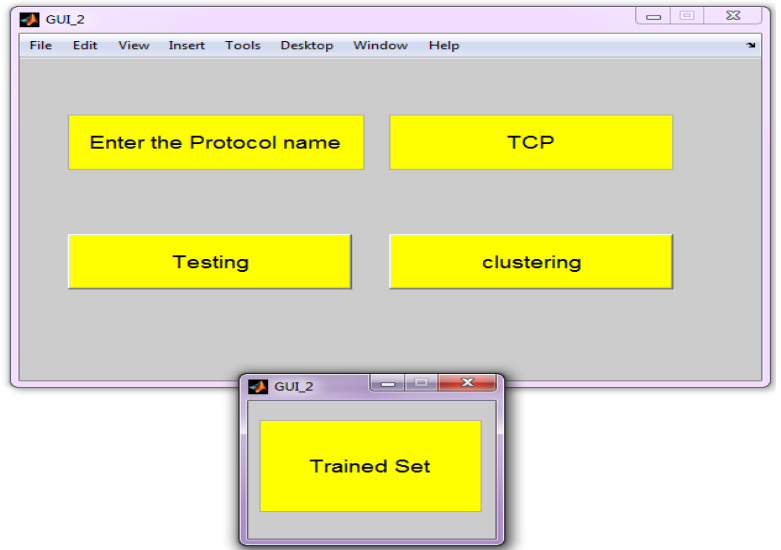 GUI_2
File Edit View Insert Tools Desktop Window Help
Enter the Protocol name TCP
Testing clustering
GUI_2
Trained Set